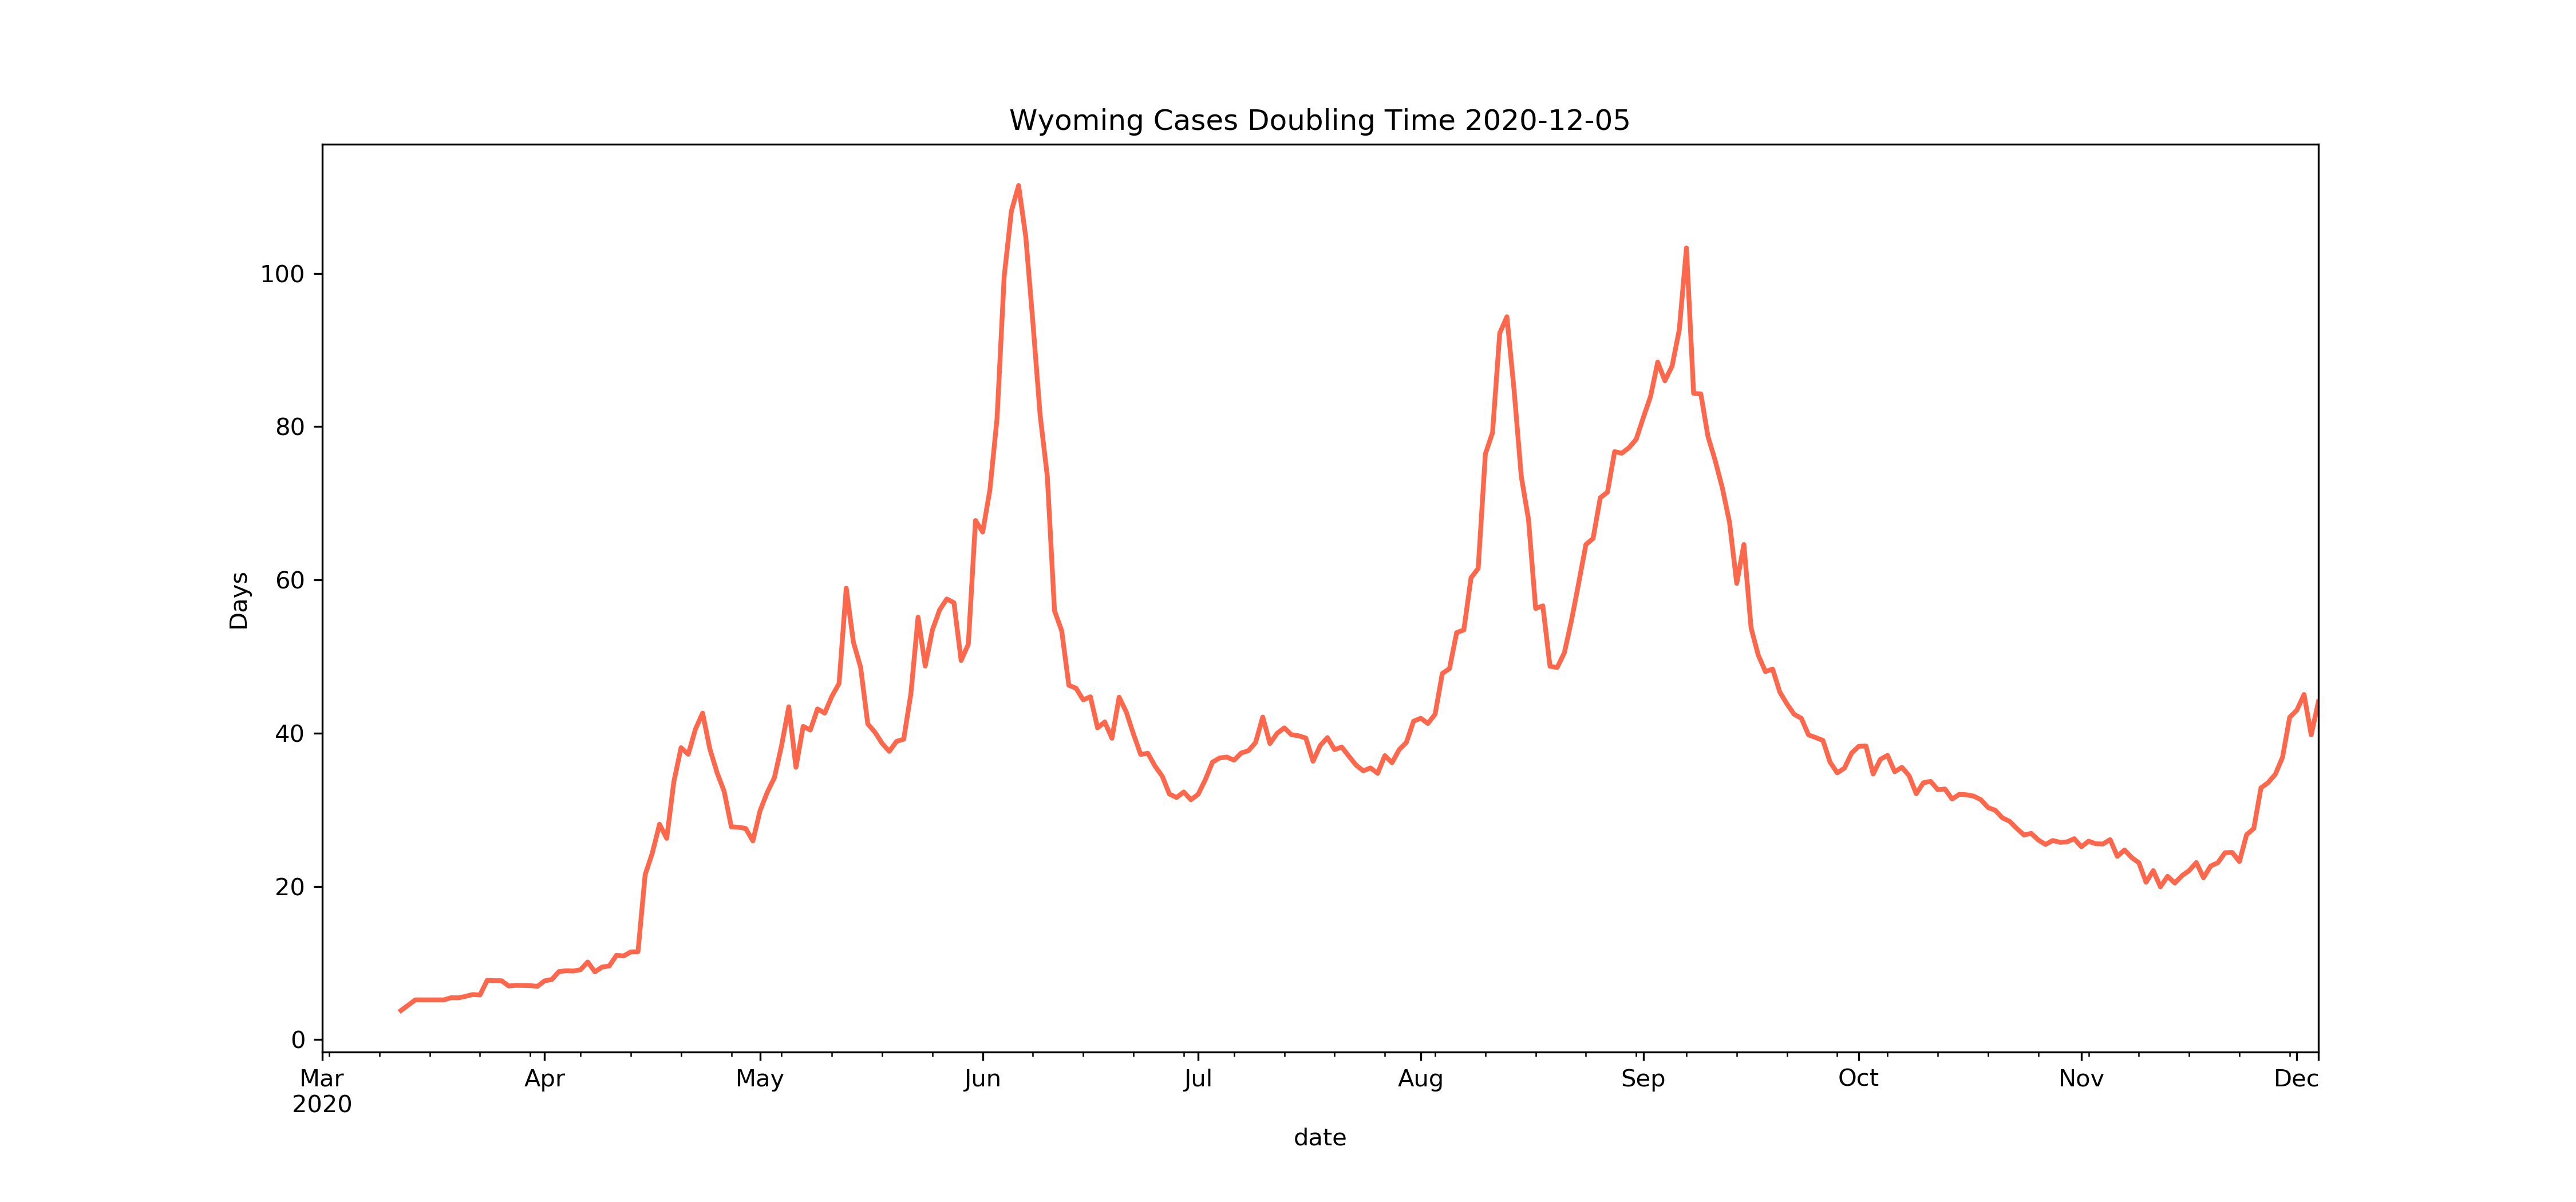 Wyoming Cases Doubling Time 2020-12-05
Days
100
80
60
40
20
0
Mar Apr May Jun Jul Aug Sep Oct Nov Dec
2020
date